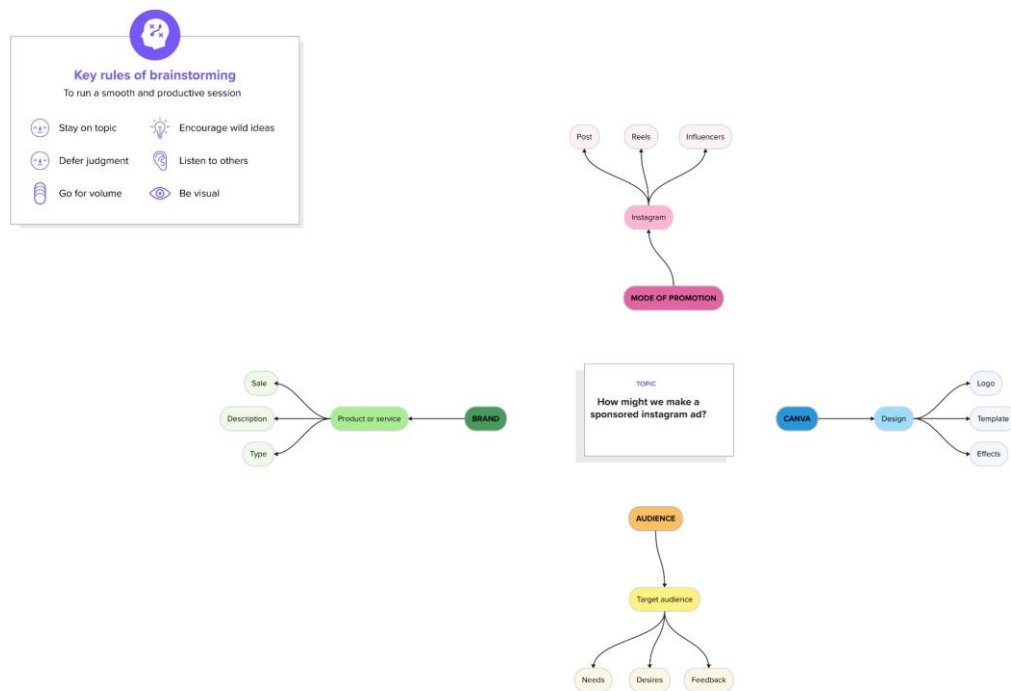 Key rules of brainstorming
To run a smooth and productive session
Stay on topic
Encourage wild ideas
Defer judgment
Listen to others
Go for volume
Be visual
Post
Reels
Influencers
Instagram
MODE OF PROMOTION
TOPIC
How might we make a
sponsored instagram ad?
Sale
Description
Type
Product or service
BRAND
CANVA
Design
Logo
Template
Effects
AUDIENCE
Target audience
Needs
Desires
Feedback